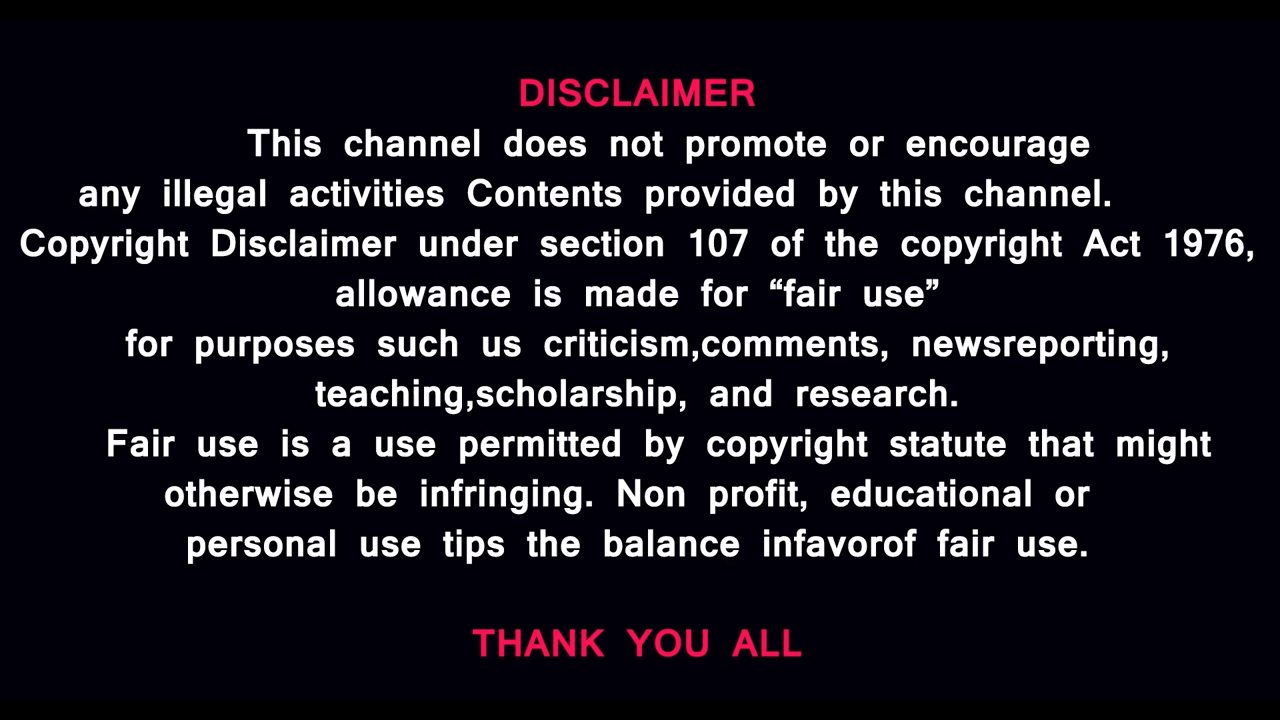 DISCLAIMER
This channel does not promote or encourage
any illegal activities Contents provided by this channel.
Copyright Disclaimer under section 107 of the copyright Act 1976,
allowance is made for “fair use”
for purposes such us criticism,comments, newsreporting,
teaching,scholarship, and research.
Fair use is a use permitted by copyright statute that might
otherwise be infringing. Non profit, educational or
personal use tips the balance infavorof fair use.
THANK YOU ALL